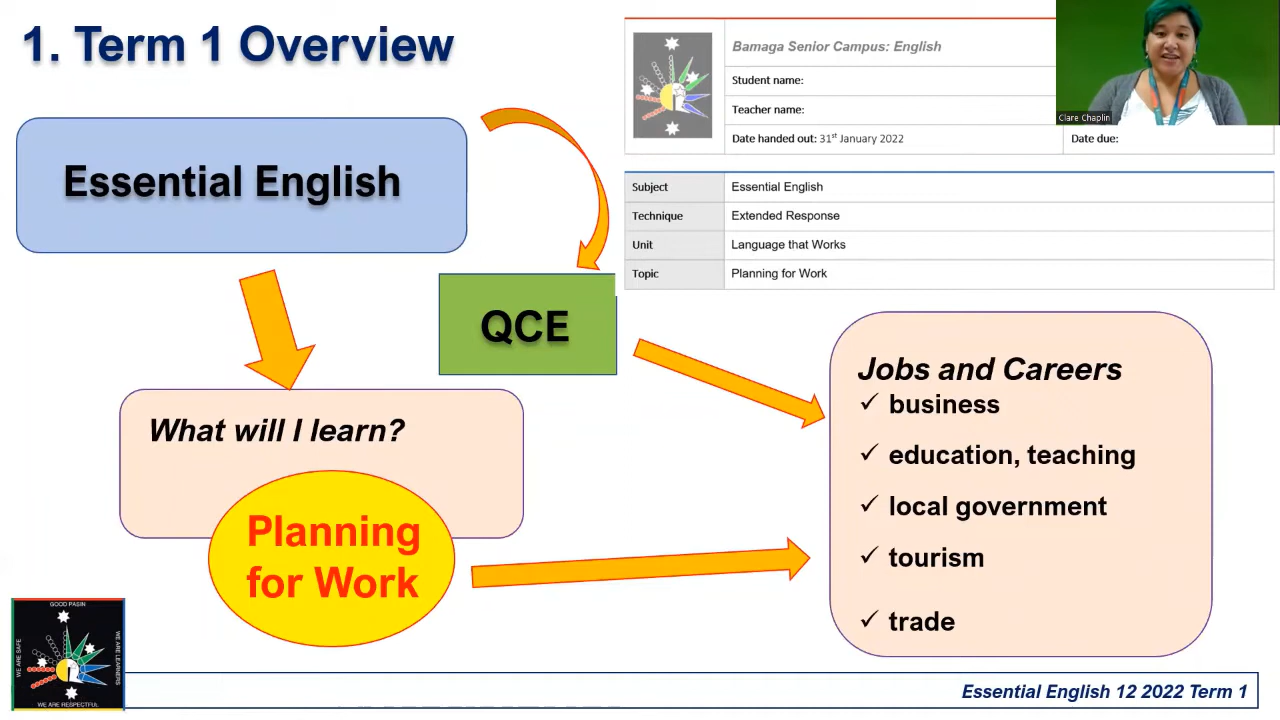 1. Term 1 Overview
Bamaga Senior Campus: English
Student name:
Teacher name:
Date handed out: 31st January 2022
Date due:
Clare Chaplin
Essential English
Subject
Essential English
Technique
Extended Response
Unit
Language that Works
Topic
Planning for Work
QCE
What will I learn?
Planning
for Work
Jobs and Careers
✓ business
✓ education, teaching
✓ local government
✓ tourism
✓ trade
GOOD PASIN
WE ARE SAFE
WE ARE LEARNERS
WE ARE RESPECTFUL
Essential English 12 2022 Term 1